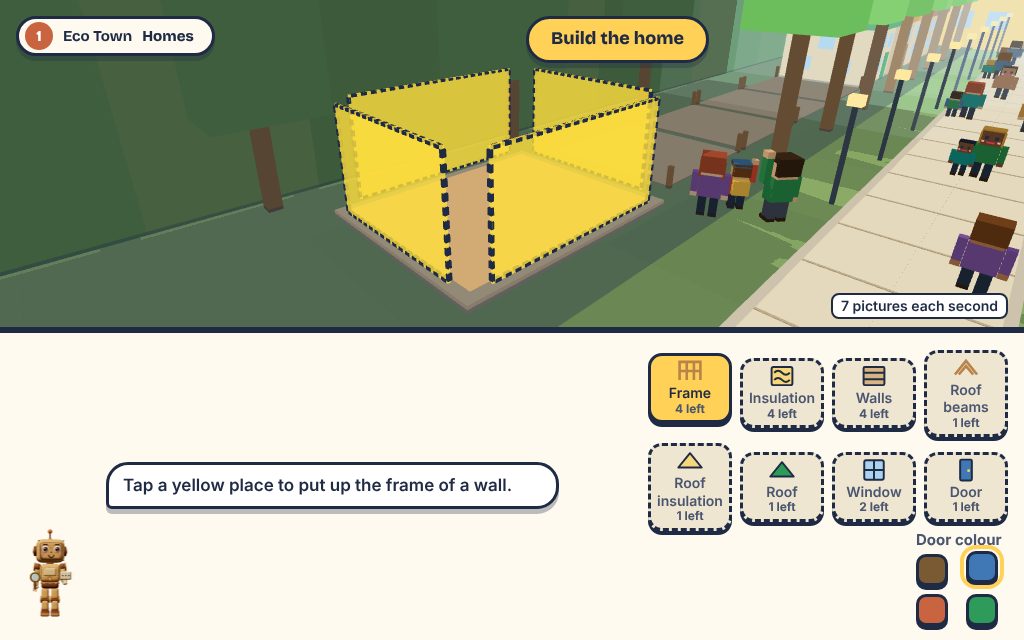 1 Eco Town Homes
Build the home
7 pictures each second
Frame
4 left
Insulation
4 left
Walls
4 left
Roof
beams
1 left
Roof
insulation
1 left
Roof
1 left
Window
2 left
Door
1 left
Tap a yellow place to put up the frame of a wall.
Door colour